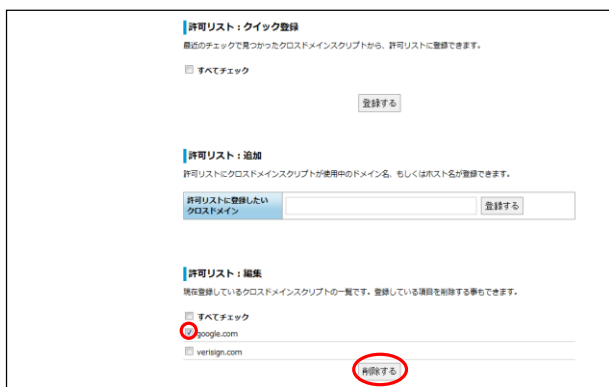 許可リスト：クイック登録
最近のチェックで見つかったクロスドメインスクリプトから、許可リストに登録できます。
すべてチェック
登録する
許可リスト：追加
許可リストにクロスドメインスクリプトが使用中のドメイン名、もしくはホスト名が登録できます。
許可リストに登録したい
クロスドメイン
登録する
許可リスト：編集
現在登録しているクロスドメインスクリプトの一覧です。登録している項目を削除する事もできます。
すべてチェック
google.com
verisign.com
削除する